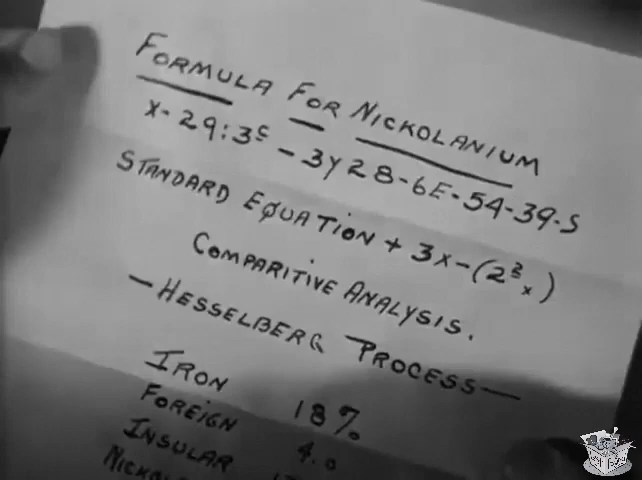 FORMULA FOR NICKOLANIUM
X-29:3ᶜ-3Y28-6E-54-39-S
STANDARD EQUATION + 3X-(2²ₓ)
COMPARITIVE ANALYSIS.
—HESSELBERG PROCESS—
IRON 18%
FOREIGN 4.0
INSULAR